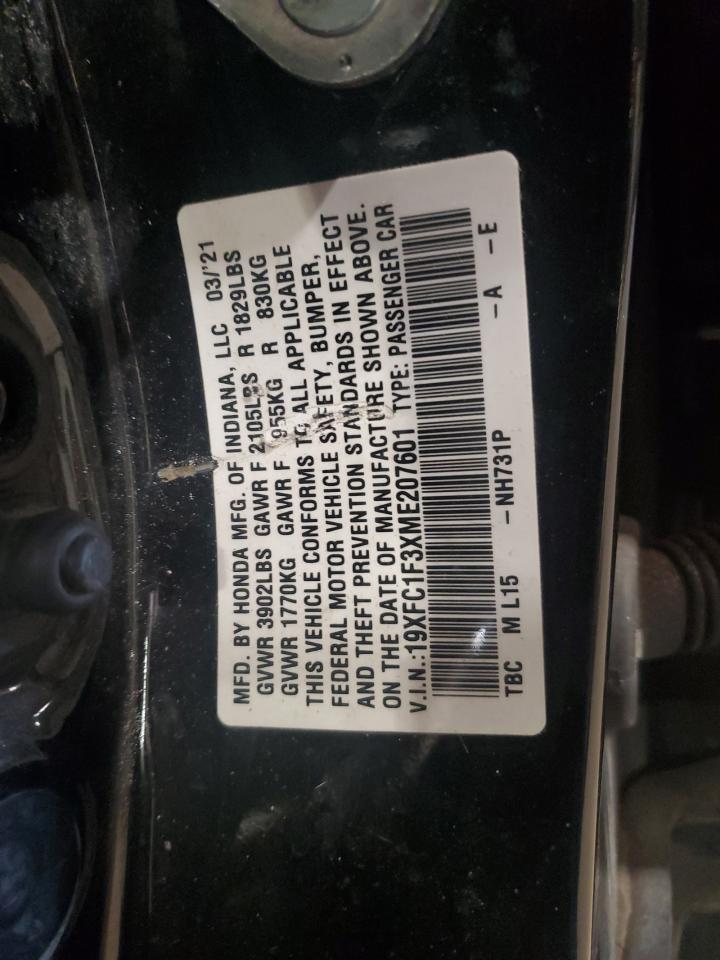 MFD. BY HONDA MFG. OF INDIANA, LLC 03/'21
GVWR 3902LBS GAWR F 2105LBS R 1829LBS
GVWR 1770KG GAWR F 955KG R 830KG
THIS VEHICLE CONFORMS TO ALL APPLICABLE
FEDERAL MOTOR VEHICLE SAFETY, BUMPER,
AND THEFT PREVENTION STANDARDS IN EFFECT
ON THE DATE OF MANUFACTURE SHOWN ABOVE.
V.I.N.:19XFC1F3XME207601 TYPE: PASSENGER CAR
TBC M L15 - NH731P - A - E